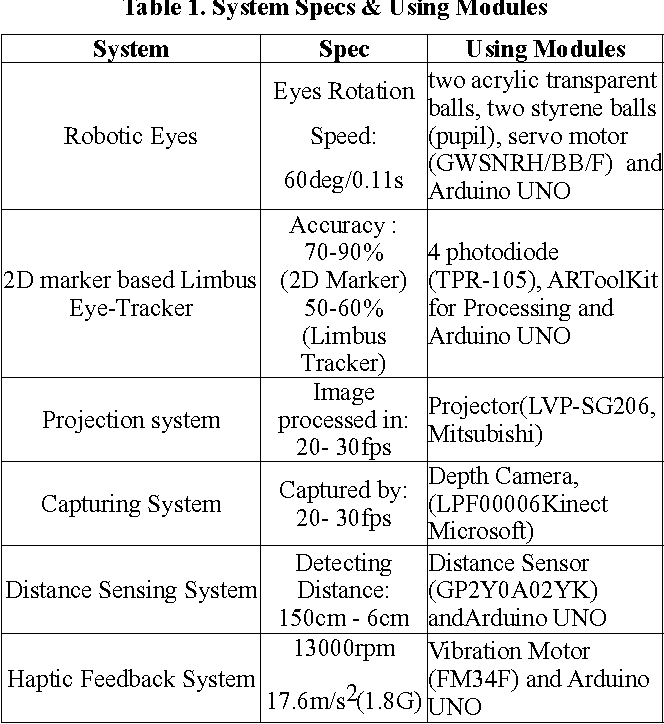 Table 1. System Specs & Using Modules
System Spec Using Modules
Robotic Eyes
Eyes Rotation
Speed:
60deg/0.11s
two acrylic transparent
balls, two styrene balls
(pupil), servo motor
(GWSNRH/BB/F) and
Arduino UNO
2D marker based Limbus
Eye-Tracker
Accuracy :
70-90%
(2D Marker)
50-60%
(Limbus
Tracker)
4 photodiode
(TPR-105), ARToolKit
for Processing and
Arduino UNO
Projection system
Image
processed in:
20- 30fps
Projector(LVP-SG206,
Mitsubishi)
Capturing System
Captured by:
20- 30fps
Depth Camera,
(LPF00006Kinect
Microsoft)
Distance Sensing System
Detecting
Distance:
150cm - 6cm
Distance Sensor
(GP2Y0A02YK)
andArduino UNO
Haptic Feedback System
13000rpm
17.6m/s2(1.8G)
Vibration Motor
(FM34F) and Arduino
UNO